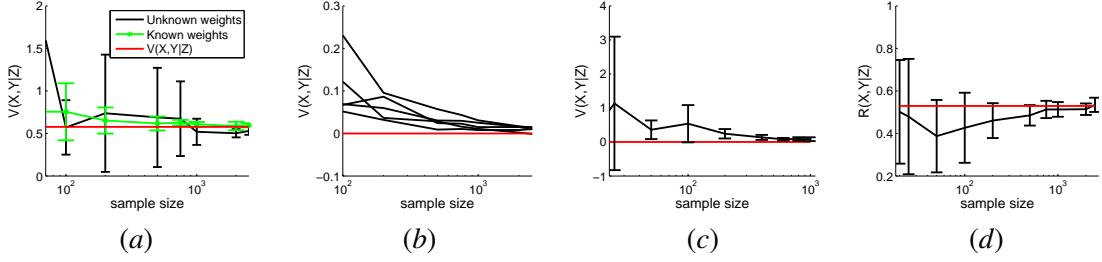 2
1.5
1
0.5
0
V(X,Y|Z)
10^2
10^3
sample size
Unknown weights
Known weights
V(X,Y|Z)
(a)
0.3
0.2
0.1
0
−0.1
V(X,Y|Z)
10^2
10^3
sample size
(b)
4
3
2
1
0
−1
V(X,Y|Z)
10^2
10^3
sample size
(c)
1
0.8
0.6
0.4
0.2
R(X,Y|Z)
10^2
10^3
sample size
(d)